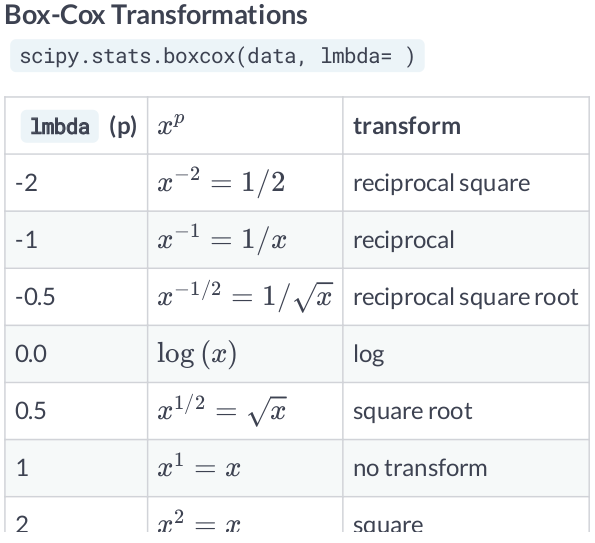 Box-Cox Transformations
scipy.stats.boxcox(data, lmbda= )
lmbda (p) x^p transform
-2 x^{-2} = 1/2 reciprocal square
-1 x^{-1} = 1/x reciprocal
-0.5 x^{-1/2} = 1/√x reciprocal square root
0.0 log (x) log
0.5 x^{1/2} = √x square root
1 x^1 = x no transform
2 x^2 = x square